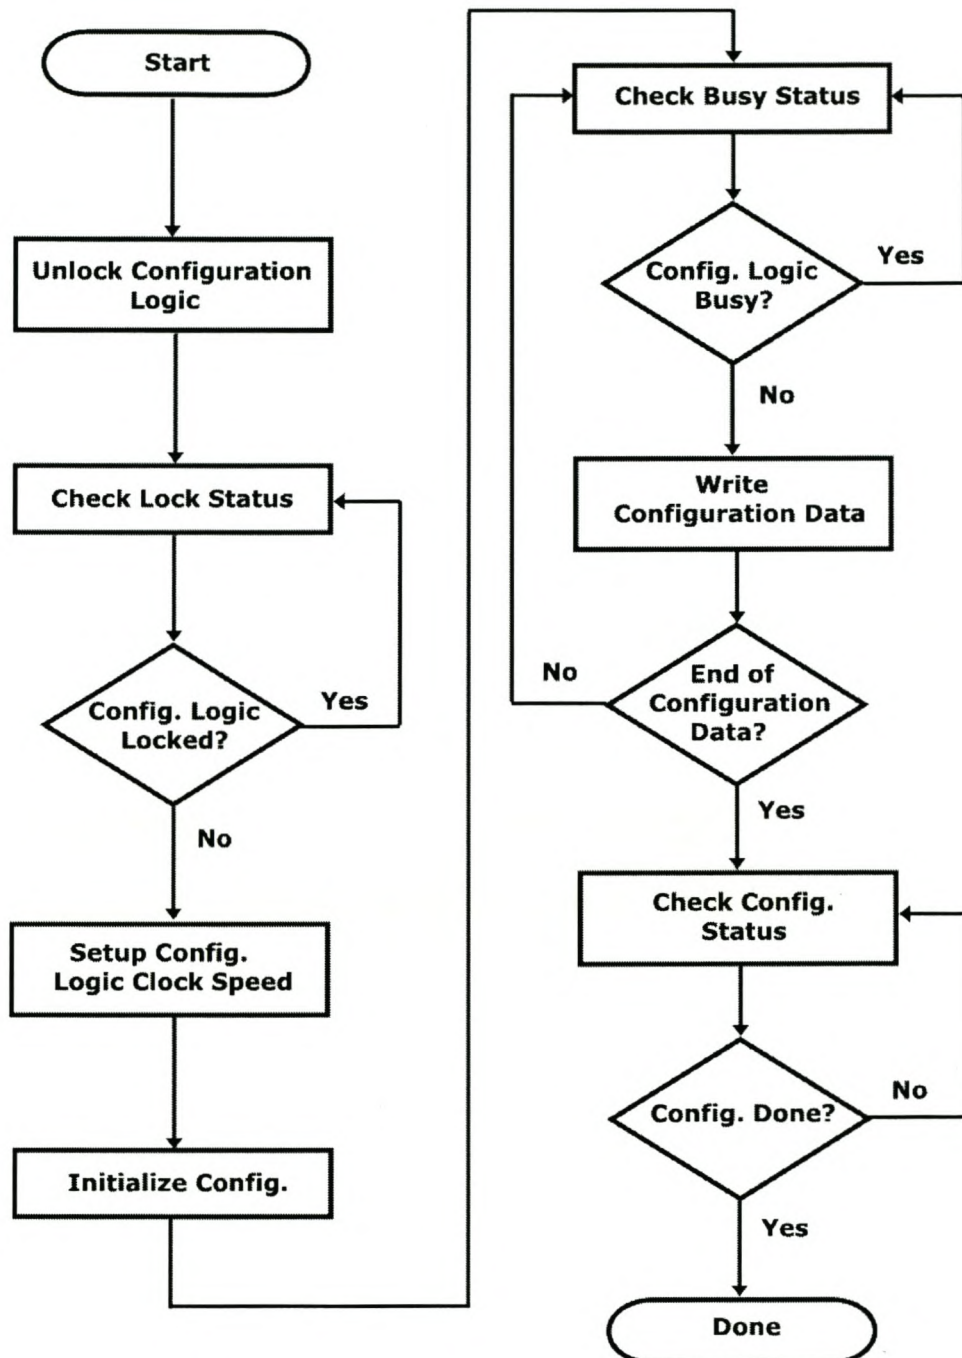 Start
Unlock Configuration
Logic
Check Lock Status
Config. Logic
Locked?
Yes
No
Setup Config.
Logic Clock Speed
Initialize Config.
Check Busy Status
Config. Logic
Busy?
Yes
No
Write
Configuration Data
End of
Configuration
Data?
No
Yes
Check Config.
Status
Config. Done?
No
Yes
Done